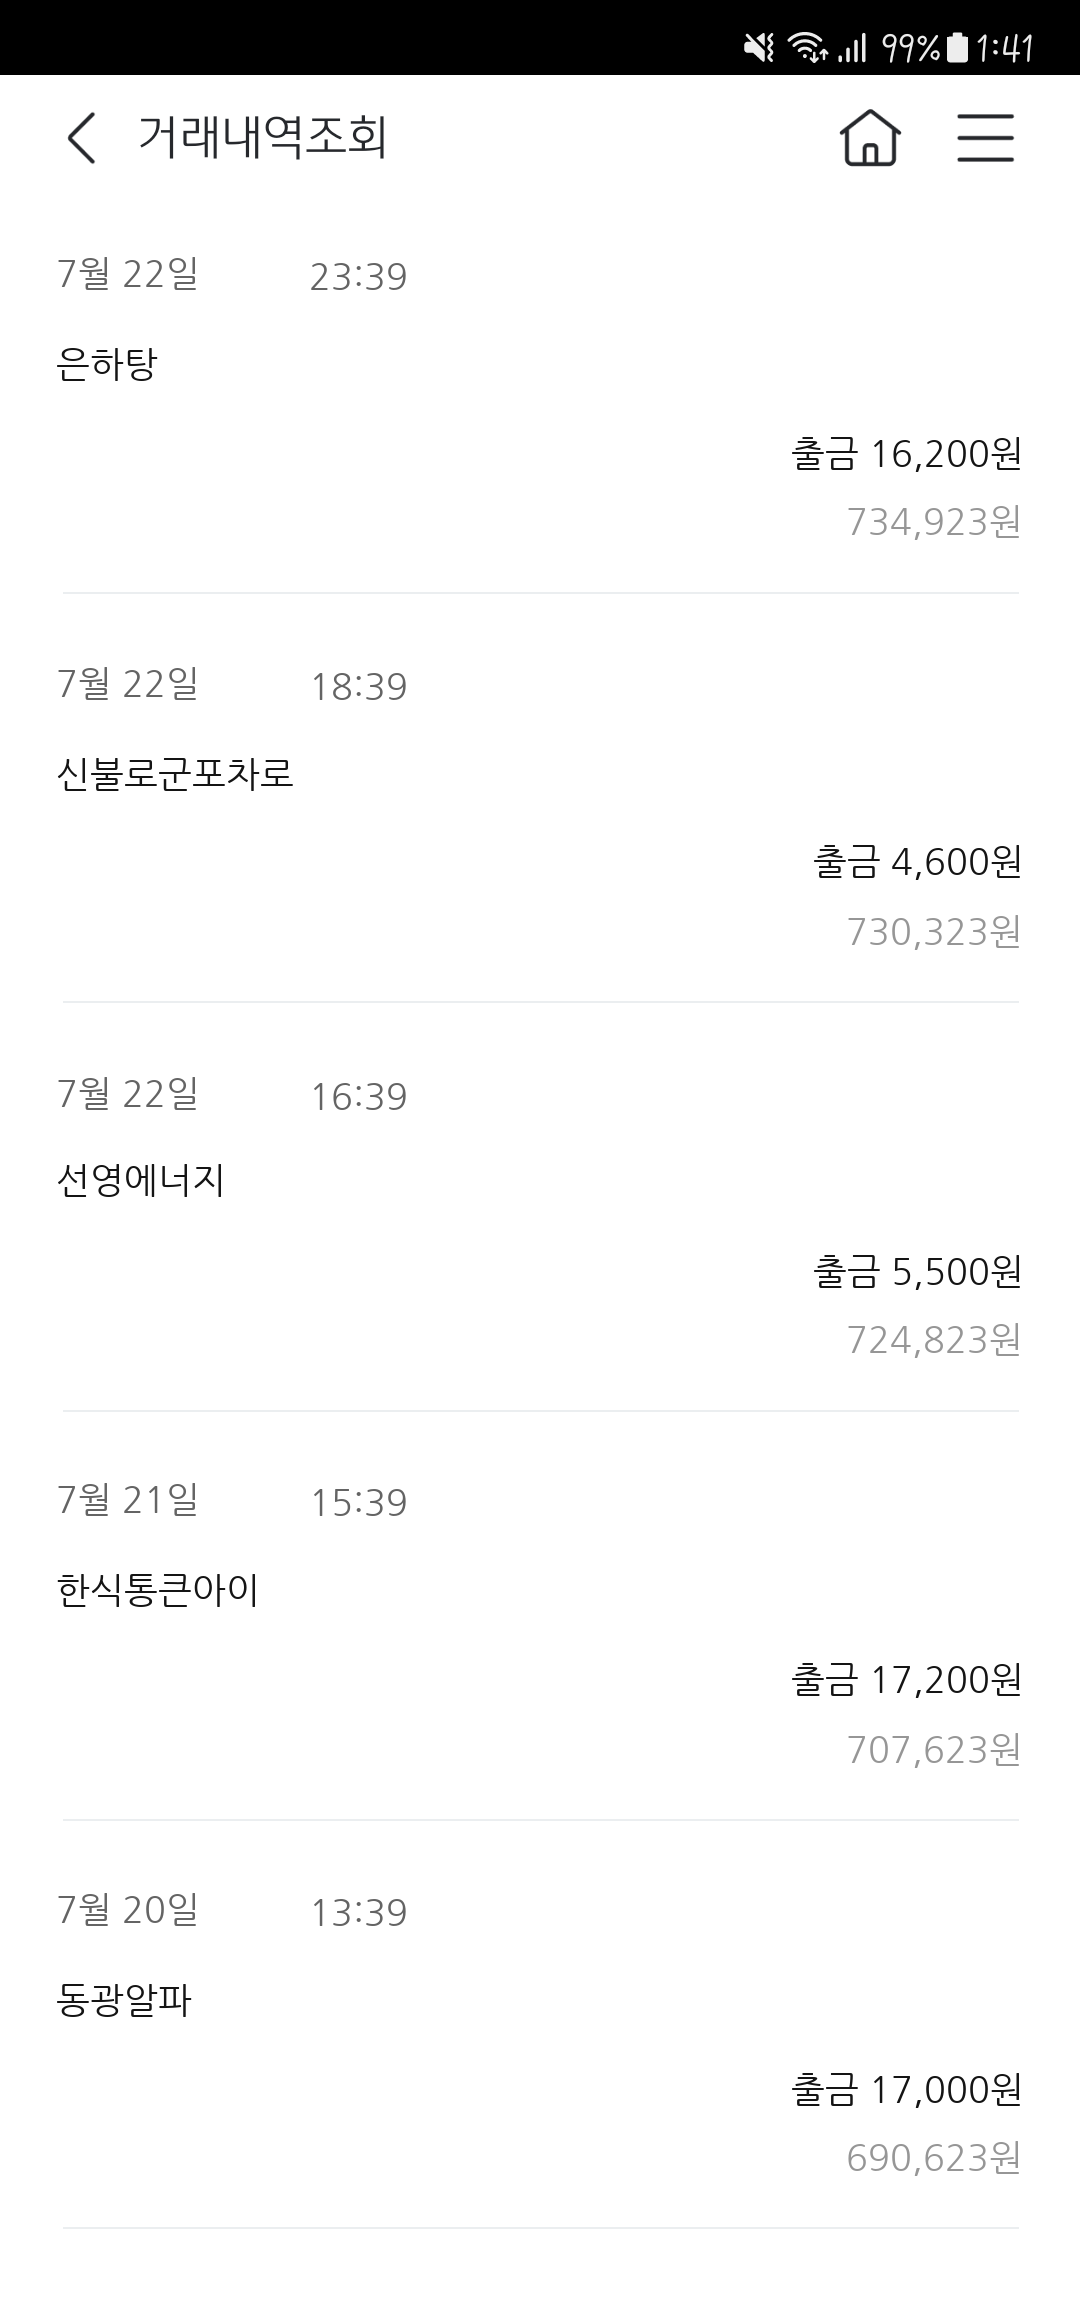 99% 1:41
거래내역조회
7월 22일 23:39
은하탕
출금 16,200원
734,923원
7월 22일 18:39
신불로군포차로
출금 4,600원
730,323원
7월 22일 16:39
선영에너지
출금 5,500원
724,823원
7월 21일 15:39
한식통큰아이
출금 17,200원
707,623원
7월 20일 13:39
동광알파
출금 17,000원
690,623원